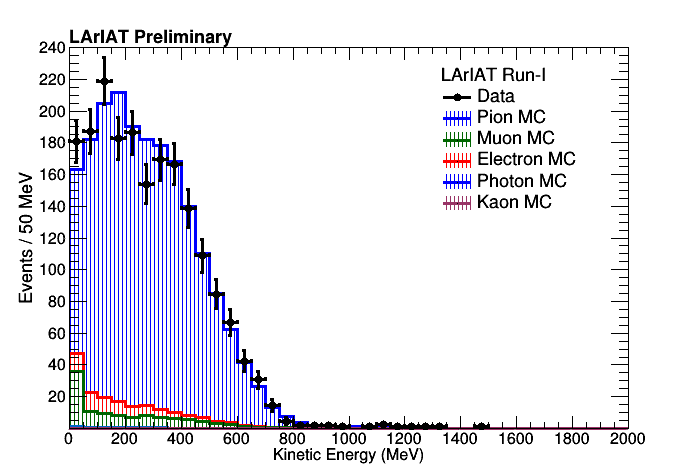 LArIAT Preliminary
240
220
200
180
160
140
120
100
80
60
40
20
Events / 50 MeV
LArIAT Run-I
Data
Pion MC
Muon MC
Electron MC
Photon MC
Kaon MC
0 200 400 600 800 1000 1200 1400 1600 1800 2000
Kinetic Energy (MeV)